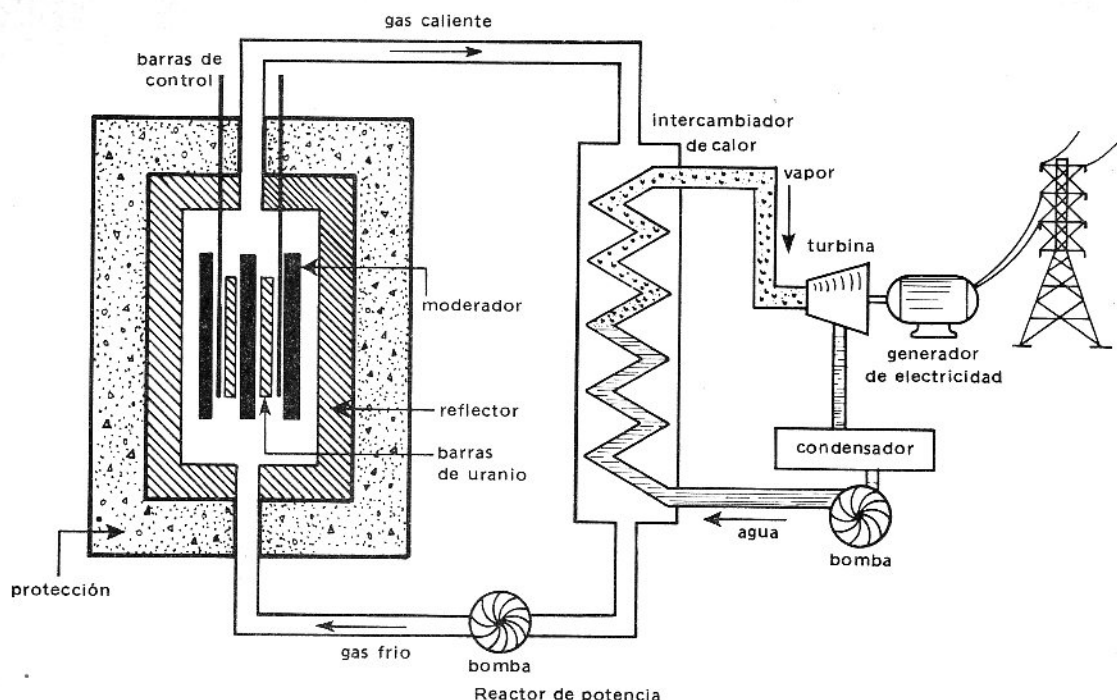 gas caliente
barras de
control
intercambiador
de calor
vapor
turbina
moderador
generador
de electricidad
reflector
condensador
barras
de uranio
agua
bomba
protección
gas frio
bomba
Reactor de potencia